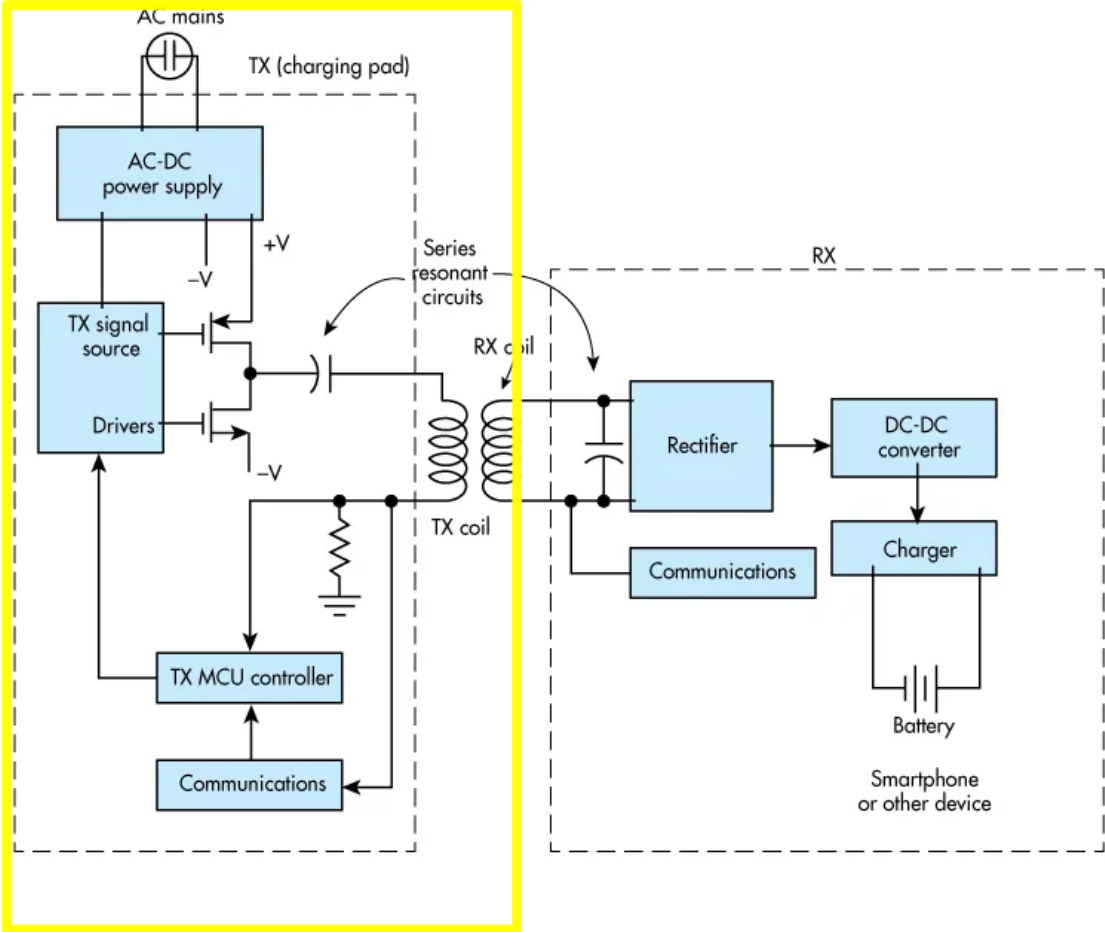 AC mains
TX (charging pad)
AC-DC
power supply
+V
–V
Series
resonant
circuits
RX
TX signal
source
RX coil
Drivers
–V
Rectifier
DC-DC
converter
TX coil
Charger
Communications
TX MCU controller
Battery
Communications
Smartphone
or other device